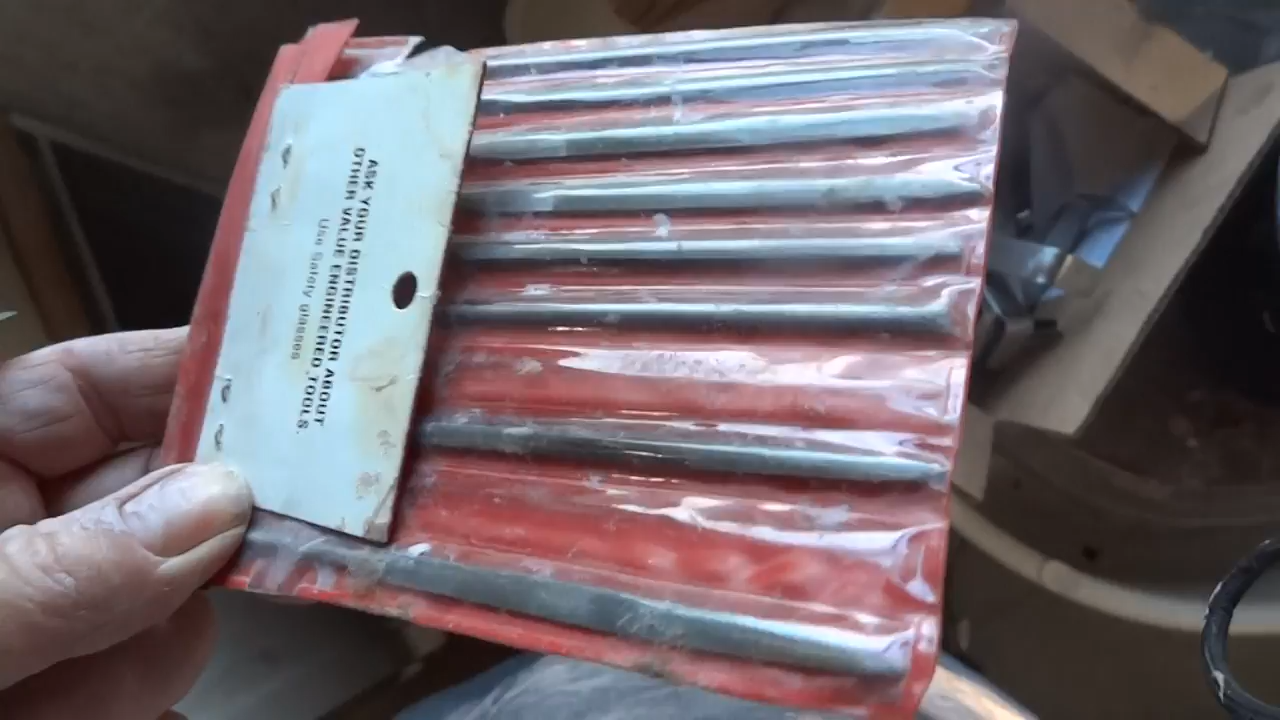 ASK YOUR DISTRIBUTOR ABOUT
OTHER VALUE ENGINEERED TOOLS.
Use Safety Glasses